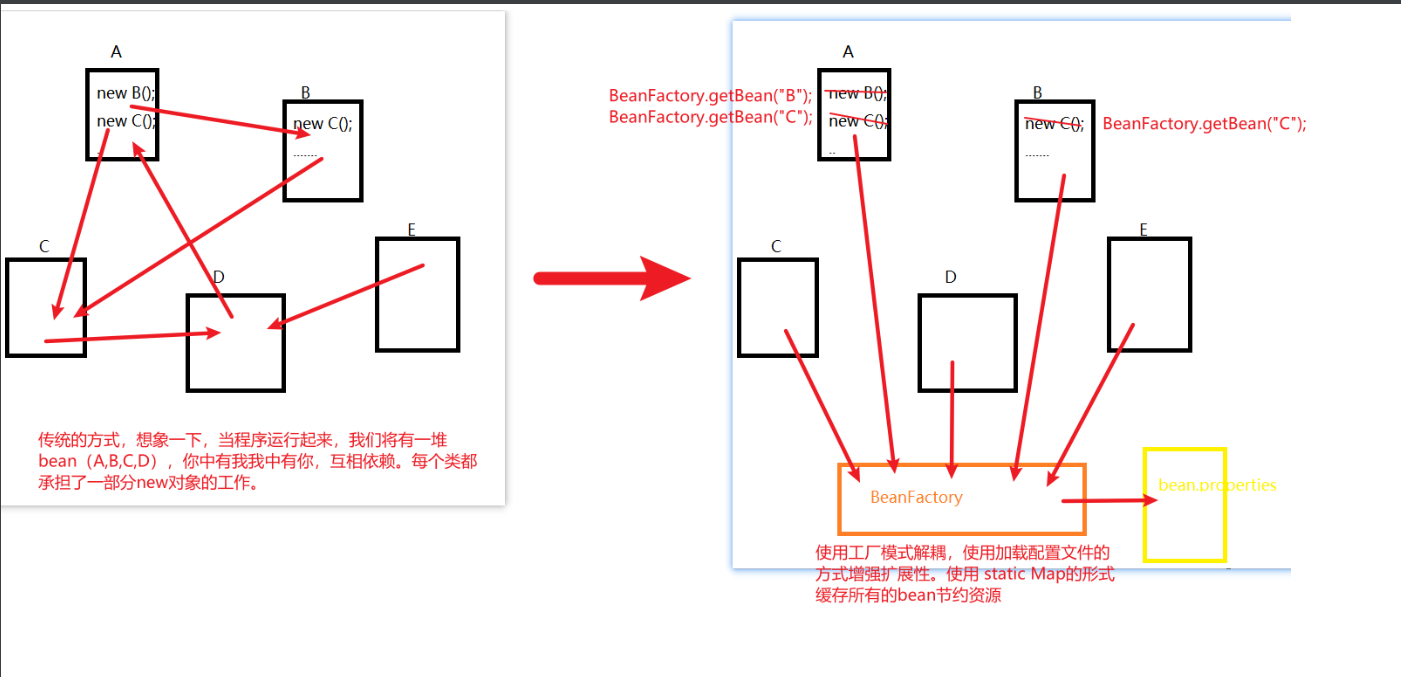 A
new B();
new C();
..
B
new C();
.......
C
D
E
传统的方式，想象一下，当程序运行起来，我们将有一堆
bean（A,B,C,D），你中有我我中有你，互相依赖。每个类都
承担了一部分new对象的工作。
A
BeanFactory.getBean("B");
new B();
BeanFactory.getBean("C");
new C();
..
B
new C();
BeanFactory.getBean("C");
.......
C
D
E
BeanFactory
bean.properties
使用工厂模式解耦，使用加载配置文件的
方式增强扩展性。使用 static Map的形式
缓存所有的bean节约资源